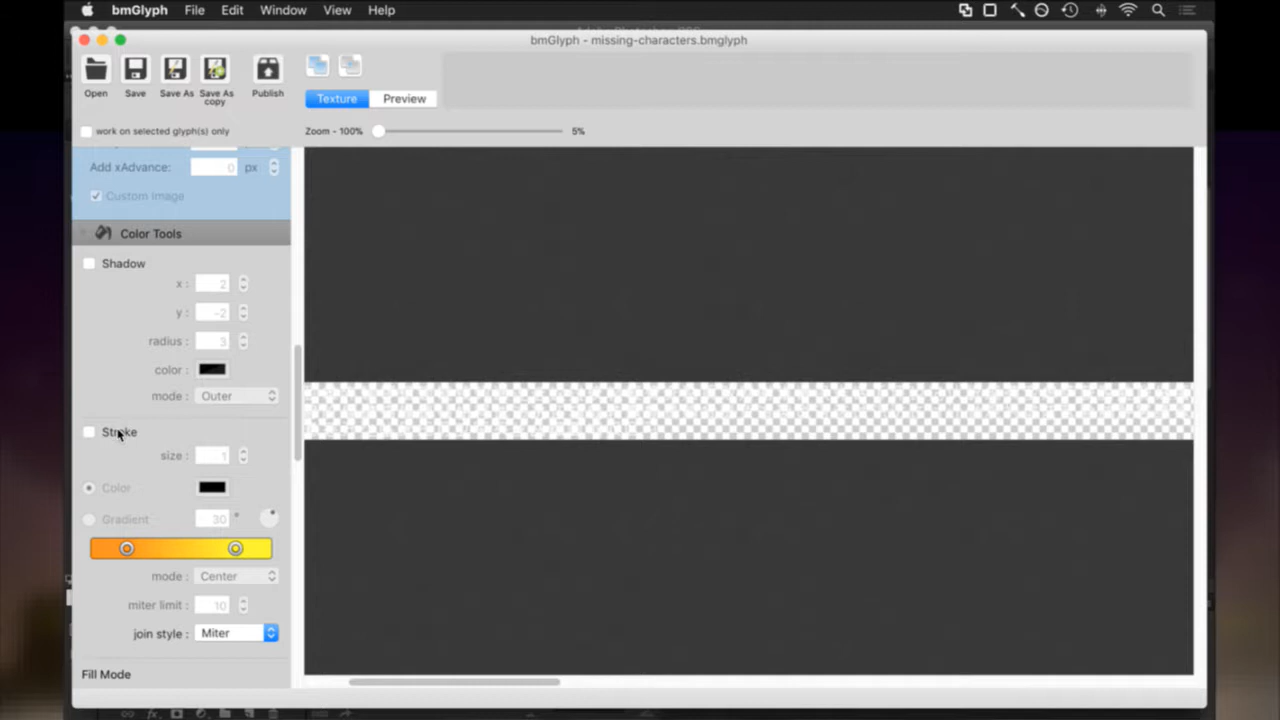 bmGlyph File Edit Window View Help
bmGlyph - missing-characters.bmglyph
Open Save Save As Save As copy Publish
Texture Preview
work on selected glyph(s) only Zoom - 100% 5%
Add xAdvance: 0 px
Custom Image
Color Tools
Shadow
x : 2
y : -2
radius : 3
color :
mode : Outer
Stroke
size : 1
Color
Gradient 30 °
mode : Center
miter limit : 10
join style : Miter
Fill Mode